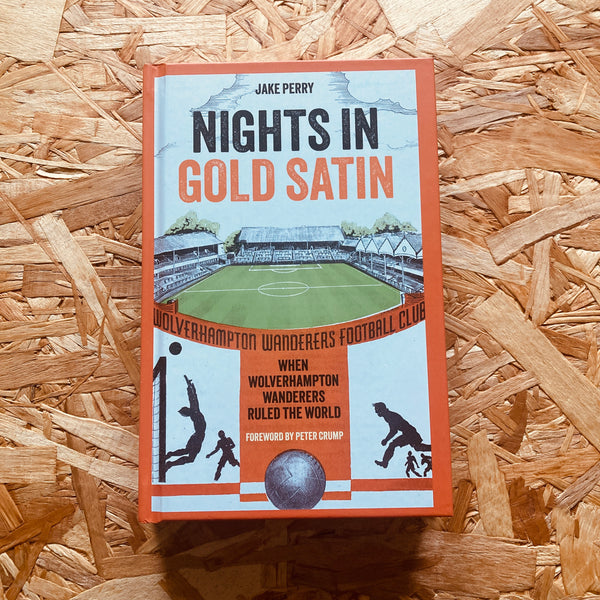 JAKE PERRY
NIGHTS IN
GOLD SATIN
WOLVERHAMPTON WANDERERS FOOTBALL CLUB
WHEN
WOLVERHAMPTON
WANDERERS
RULED THE WORLD
FOREWORD BY PETER CRUMP